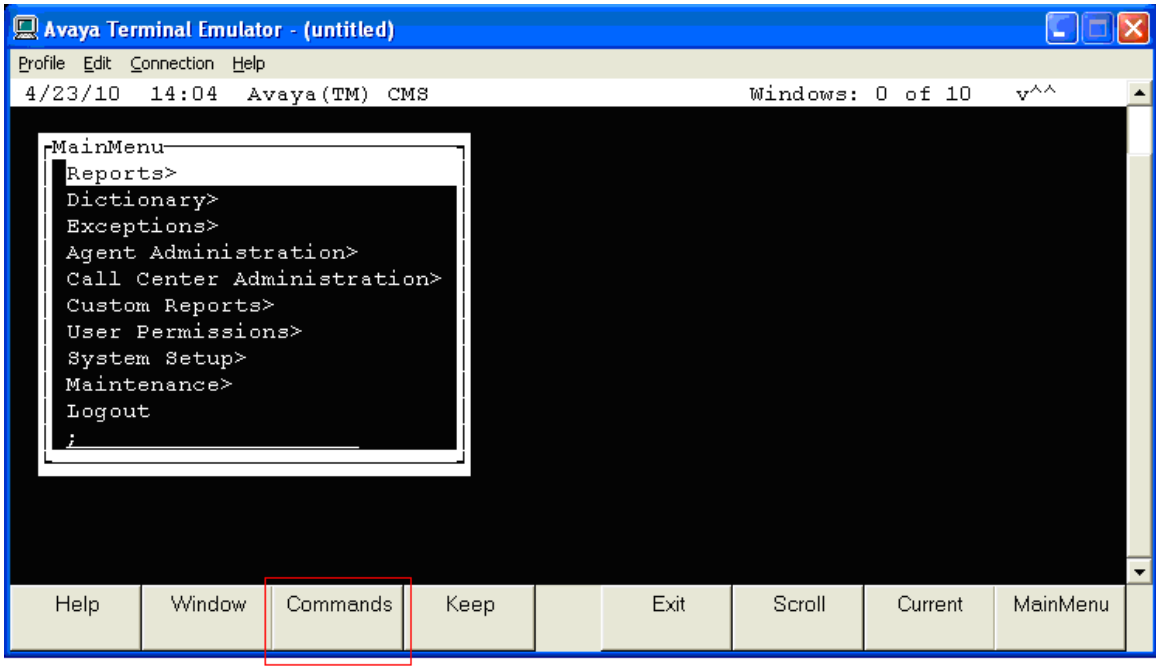 Avaya Terminal Emulator - (untitled)
Profile Edit Connection Help
4/23/10 14:04 Avaya(TM) CMS Windows: 0 of 10 v^^
MainMenu
Reports>
Dictionary>
Exceptions>
Agent Administration>
Call Center Administration>
Custom Reports>
User Permissions>
System Setup>
Maintenance>
Logout
;
Help Window Commands Keep Exit Scroll Current MainMenu